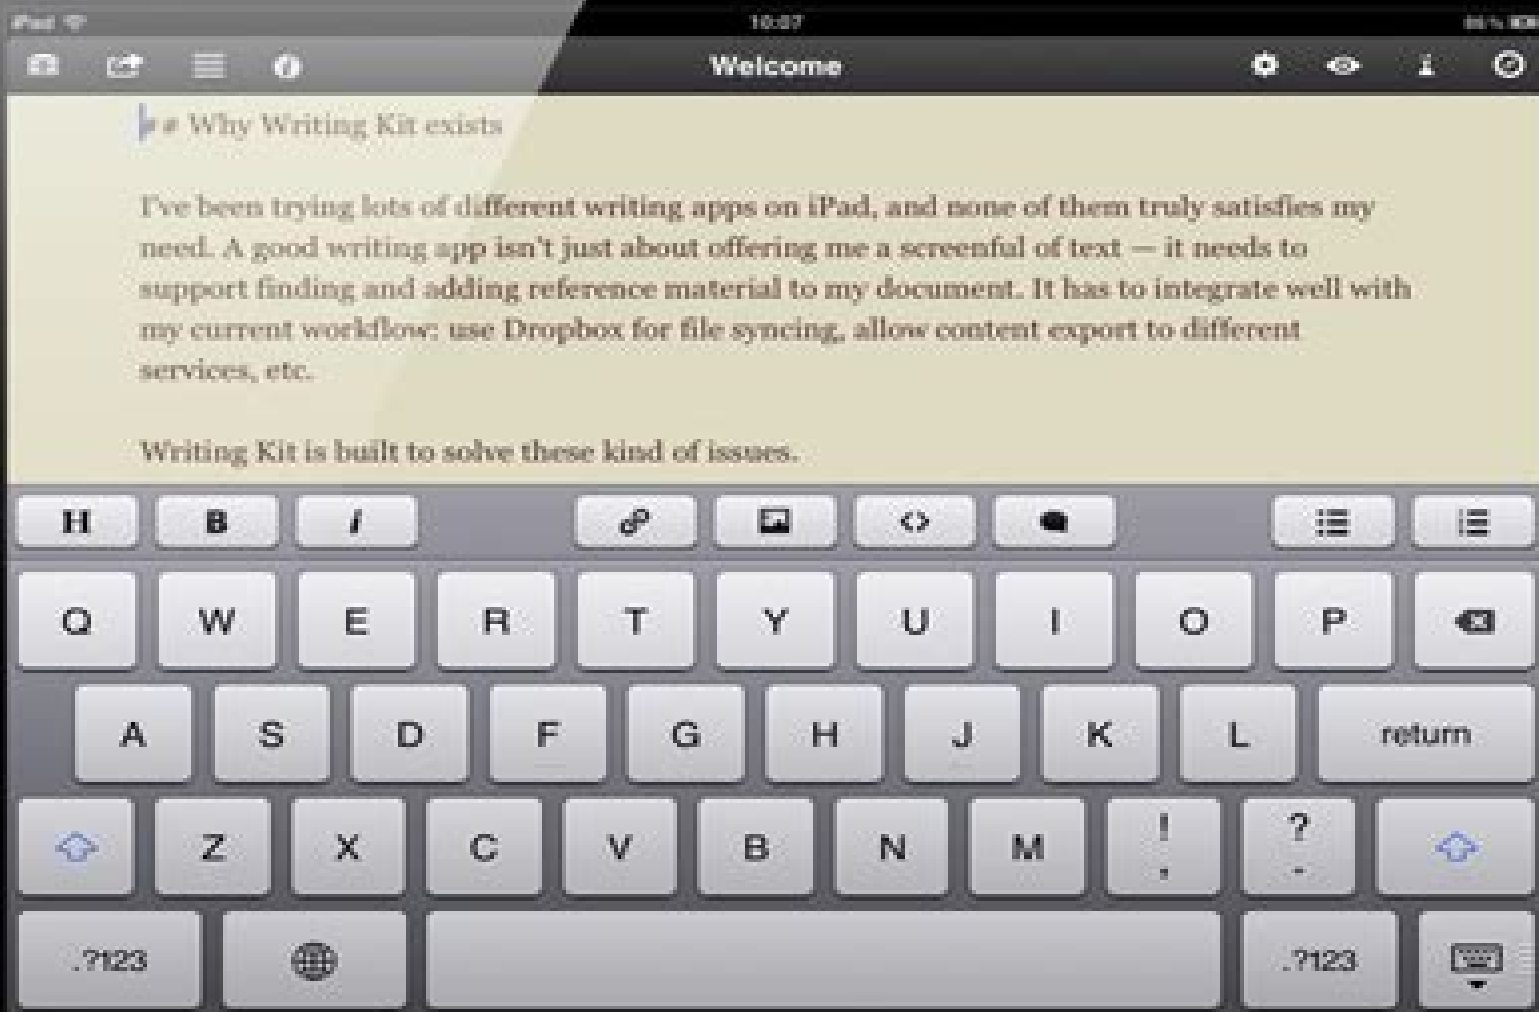 iPad
10:07
86%
Welcome
## Why Writing Kit exists
I've been trying lots of different writing apps on iPad, and none of them truly satisfies my
need. A good writing app isn't just about offering me a screenful of text — it needs to
support finding and adding reference material to my document. It has to integrate well with
my current workflow: use Dropbox for file syncing, allow content export to different
services, etc.
Writing Kit is built to solve these kind of issues.
H B i <>
Q W E R T Y U I O P
A S D F G H J K L return
Z X C V B N M ! , ? .
.?123 .?123